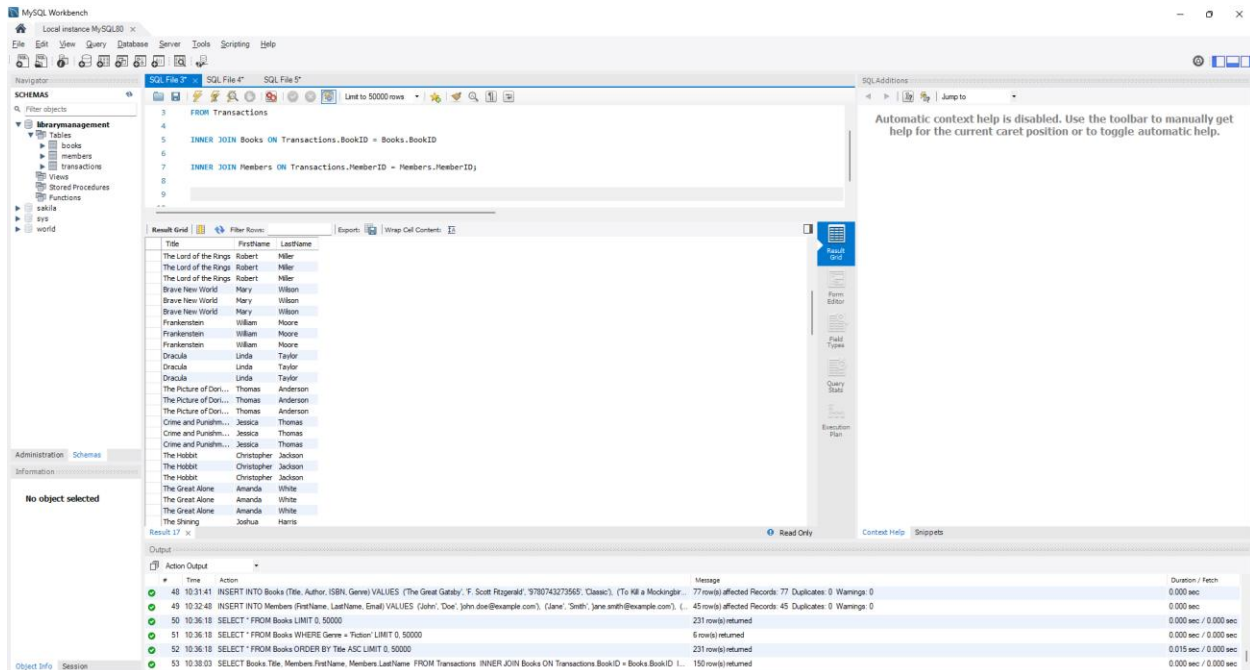 MySQL Workbench
Local instance MySQL80 ×
File Edit View Query Database Server Tools Scripting Help
Navigator
SCHEMAS
Filter objects
librarymanagement
Tables
books
members
transactions
Views
Stored Procedures
Functions
sakila
sys
world
Administration Schemas
Information
No object selected
Object Info Session
SQL File 3* × SQL File 4* SQL File 5*
Limit to 50000 rows
3 FROM Transactions
4
5 INNER JOIN Books ON Transactions.BookID = Books.BookID
6
7 INNER JOIN Members ON Transactions.MemberID = Members.MemberID;
8
9
Result Grid Filter Rows: Export: Wrap Cell Content:
Title FirstName LastName
The Lord of the Rings Robert Miller
The Lord of the Rings Robert Miller
The Lord of the Rings Robert Miller
Brave New World Mary Wilson
Brave New World Mary Wilson
Brave New World Mary Wilson
Frankenstein William Moore
Frankenstein William Moore
Frankenstein William Moore
Dracula Linda Taylor
Dracula Linda Taylor
Dracula Linda Taylor
The Picture of Dori... Thomas Anderson
The Picture of Dori... Thomas Anderson
The Picture of Dori... Thomas Anderson
Crime and Punishm... Jessica Thomas
Crime and Punishm... Jessica Thomas
Crime and Punishm... Jessica Thomas
The Hobbit Christopher Jackson
The Hobbit Christopher Jackson
The Hobbit Christopher Jackson
The Great Alone Amanda White
The Great Alone Amanda White
The Great Alone Amanda White
The Shining Joshua Harris
Result Grid
Form Editor
Field Types
Query Stats
Execution Plan
Result 17 × Read Only
SQLAdditions
Jump to
Automatic context help is disabled. Use the toolbar to manually get
help for the current caret position or to toggle automatic help.
Context Help Snippets
Output
Action Output
# Time Action Message Duration / Fetch
48 10:31:41 INSERT INTO Books (Title, Author, ISBN, Genre) VALUES ('The Great Gatsby', 'F. Scott Fitzgerald', '9780743273565', 'Classic'), ('To Kill a Mockingbir... 77 row(s) affected Records: 77 Duplicates: 0 Warnings: 0 0.000 sec
49 10:32:48 INSERT INTO Members (FirstName, LastName, Email) VALUES ('John', 'Doe', 'john.doe@example.com'), ('Jane', 'Smith', 'jane.smith@example.com'), (... 45 row(s) affected Records: 45 Duplicates: 0 Warnings: 0 0.000 sec
50 10:36:18 SELECT * FROM Books LIMIT 0, 50000 231 row(s) returned 0.000 sec / 0.000 sec
51 10:36:18 SELECT * FROM Books WHERE Genre = 'Fiction' LIMIT 0, 50000 6 row(s) returned 0.000 sec / 0.000 sec
52 10:36:18 SELECT * FROM Books ORDER BY Title ASC LIMIT 0, 50000 231 row(s) returned 0.015 sec / 0.000 sec
53 10:38:03 SELECT Books.Title, Members.FirstName, Members.LastName FROM Transactions INNER JOIN Books ON Transactions.BookID = Books.BookID I... 150 row(s) returned 0.000 sec / 0.000 sec